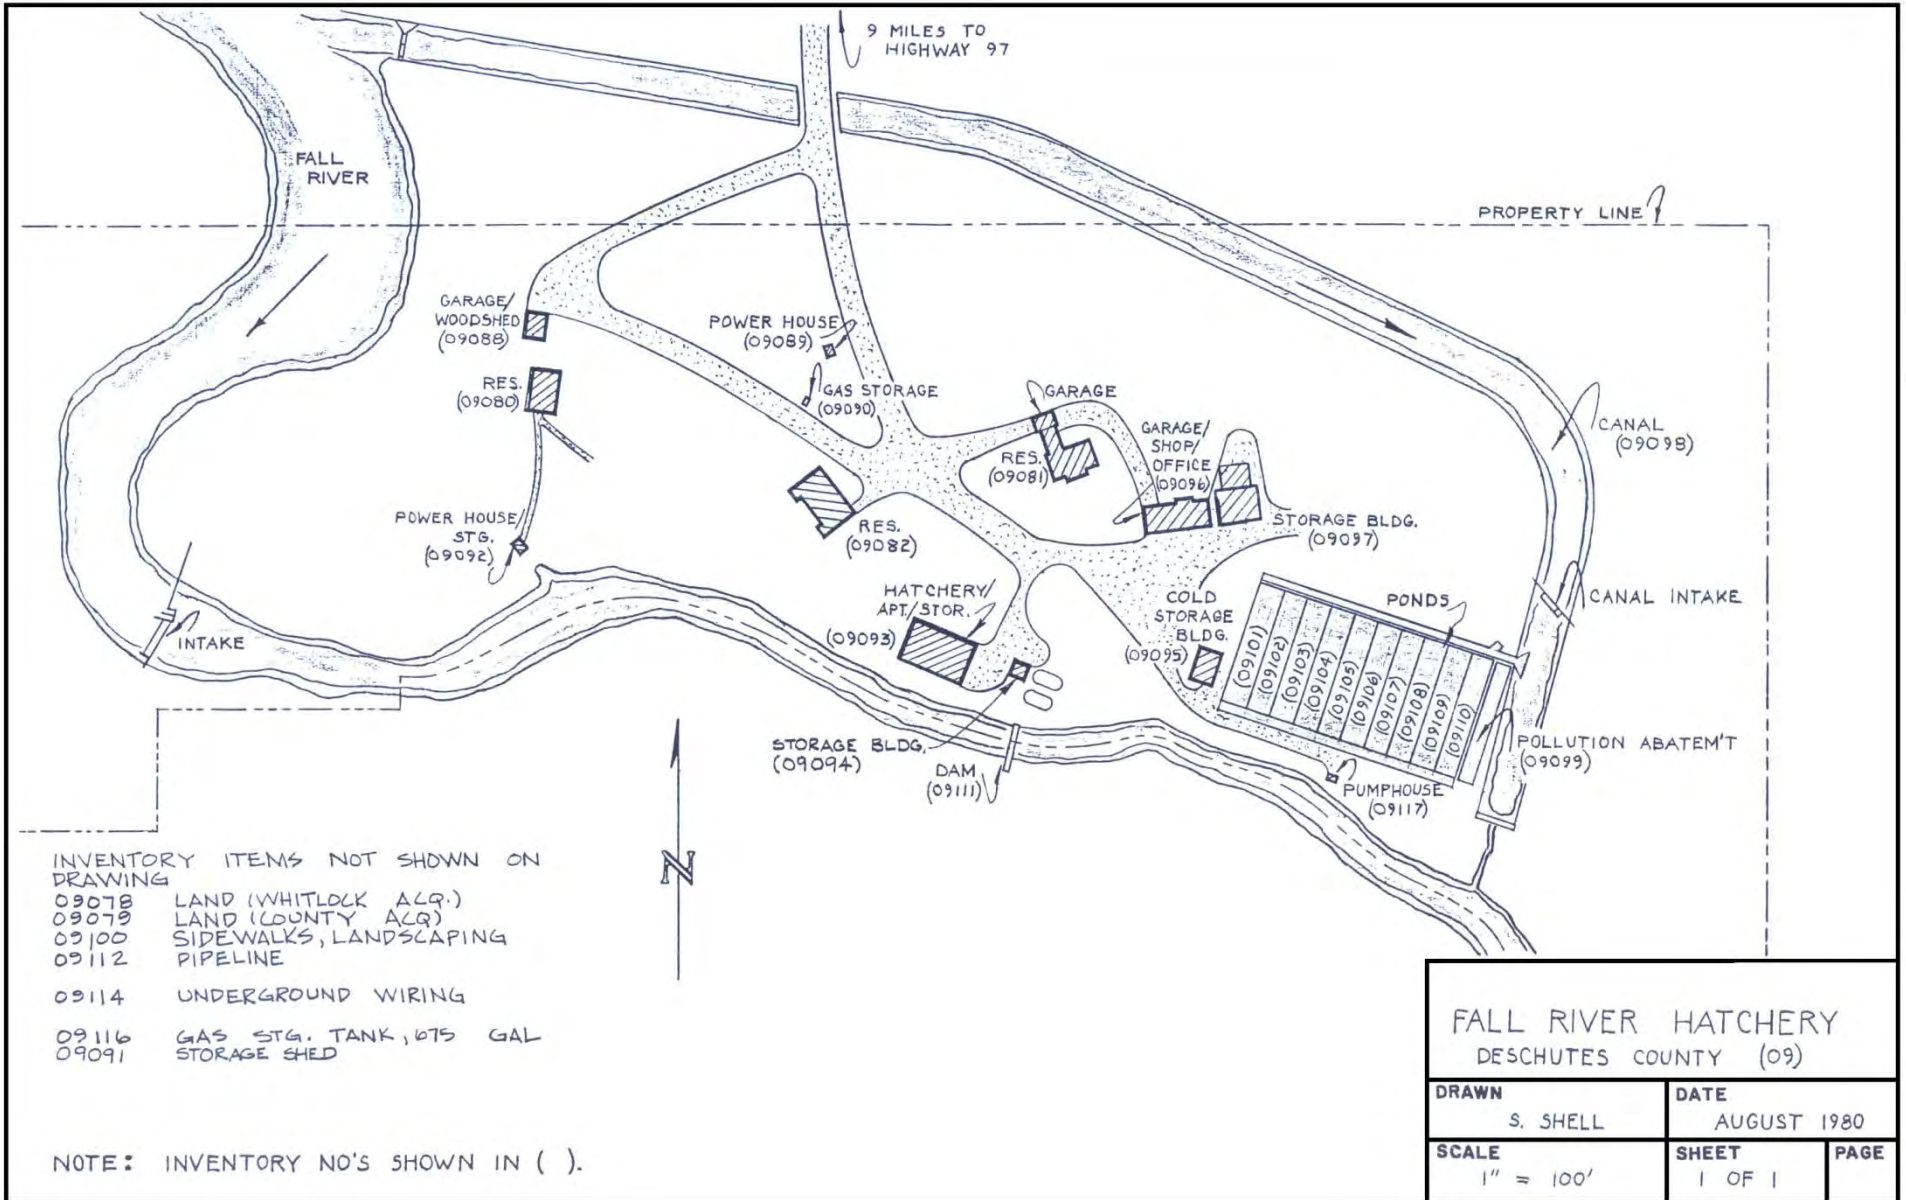 9 MILES TO
HIGHWAY 97
FALL
RIVER
PROPERTY LINE
GARAGE/
WOODSHED
(09088)
POWER HOUSE
(09089)
RES.
(09080)
GAS STORAGE
(09090)
GARAGE
GARAGE/
SHOP/
OFFICE
(09096)
RES.
(09081)
CANAL
(09098)
POWER HOUSE/
STG.
(09092)
RES.
(09082)
STORAGE BLDG.
(09097)
HATCHERY/
APT/STOR.
(09093)
COLD
STORAGE
BLDG.
(09095)
PONDS
CANAL INTAKE
INTAKE
(09101)
(09102)
(09103)
(09104)
(09105)
(09106)
(09107)
(09108)
(09109)
(09110)
STORAGE BLDG.
(09094)
DAM
(09111)
POLLUTION ABATEM'T
(09099)
PUMPHOUSE
(09117)
N
INVENTORY ITEMS NOT SHOWN ON
DRAWING
09078 LAND (WHITLOCK ACQ.)
09079 LAND (COUNTY ACQ)
09100 SIDEWALKS, LANDSCAPING
09112 PIPELINE
09114 UNDERGROUND WIRING
09116 GAS STG. TANK, 675 GAL
09091 STORAGE SHED
NOTE: INVENTORY NO'S SHOWN IN ( ).
FALL RIVER HATCHERY
DESCHUTES COUNTY (09)
DRAWN
S. SHELL
DATE
AUGUST 1980
SCALE
1" = 100'
SHEET
1 OF 1
PAGE